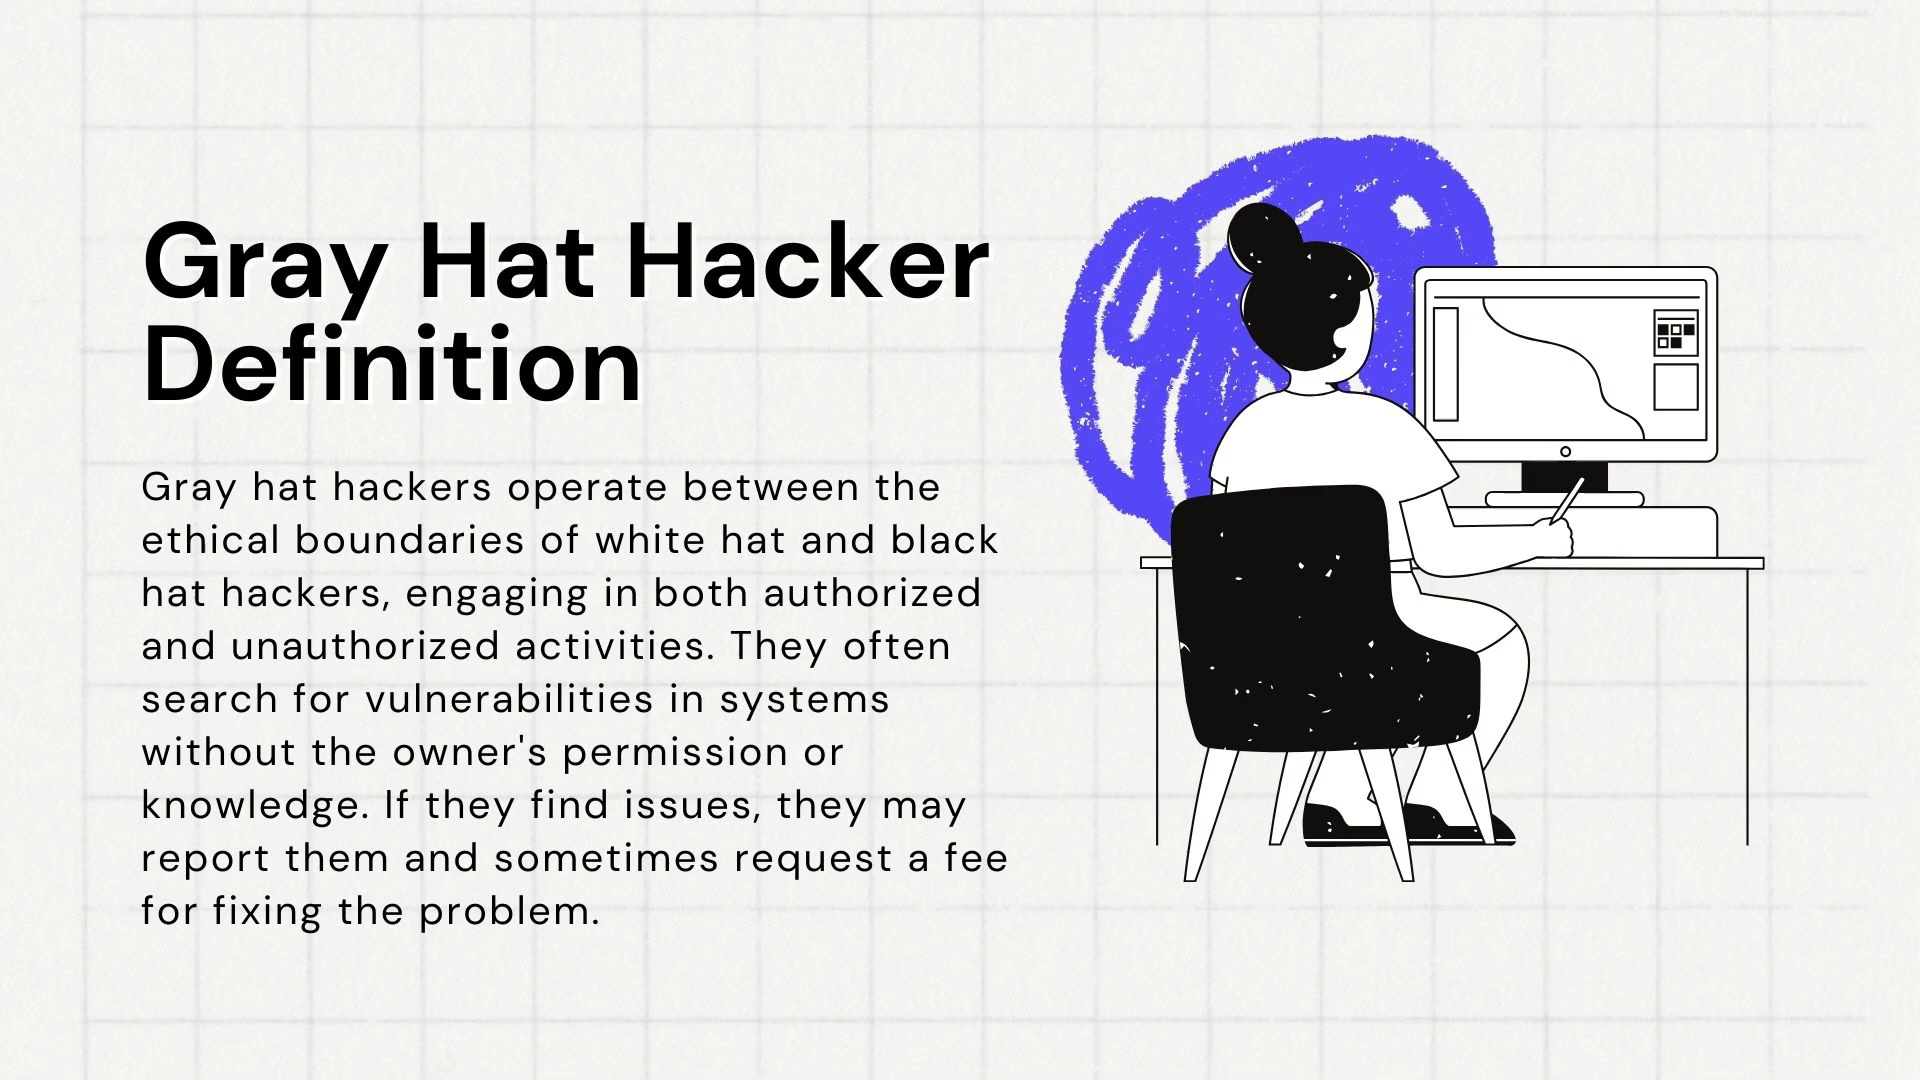 Gray Hat Hacker
Definition
Gray hat hackers operate between the
ethical boundaries of white hat and black
hat hackers, engaging in both authorized
and unauthorized activities. They often
search for vulnerabilities in systems
without the owner's permission or
knowledge. If they find issues, they may
report them and sometimes request a fee
for fixing the problem.